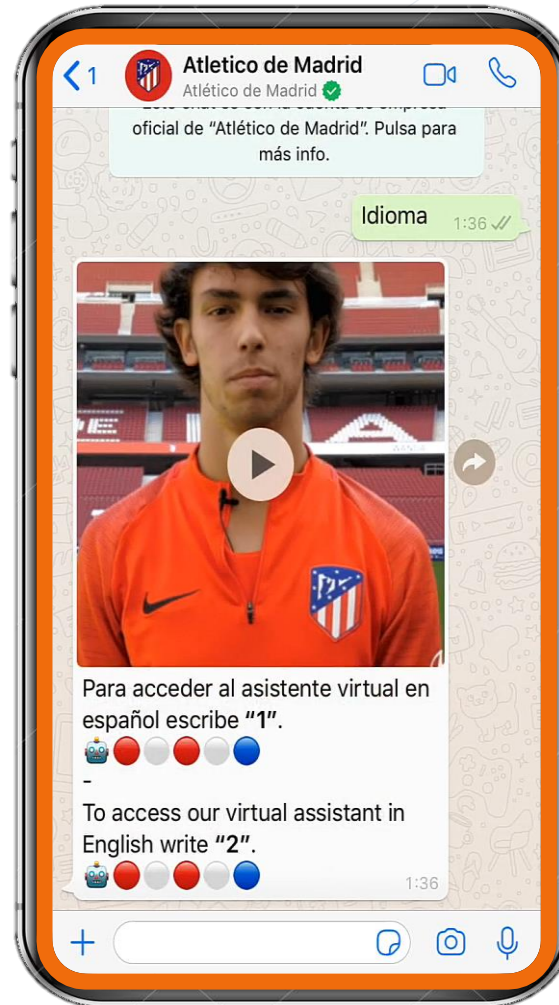 1
Atletico de Madrid
Atlético de Madrid
oficial de “Atlético de Madrid”. Pulsa para
más info.
Idioma
1:36
Para acceder al asistente virtual en
español escribe “1”.
-
To access our virtual assistant in
English write “2”.
1:36